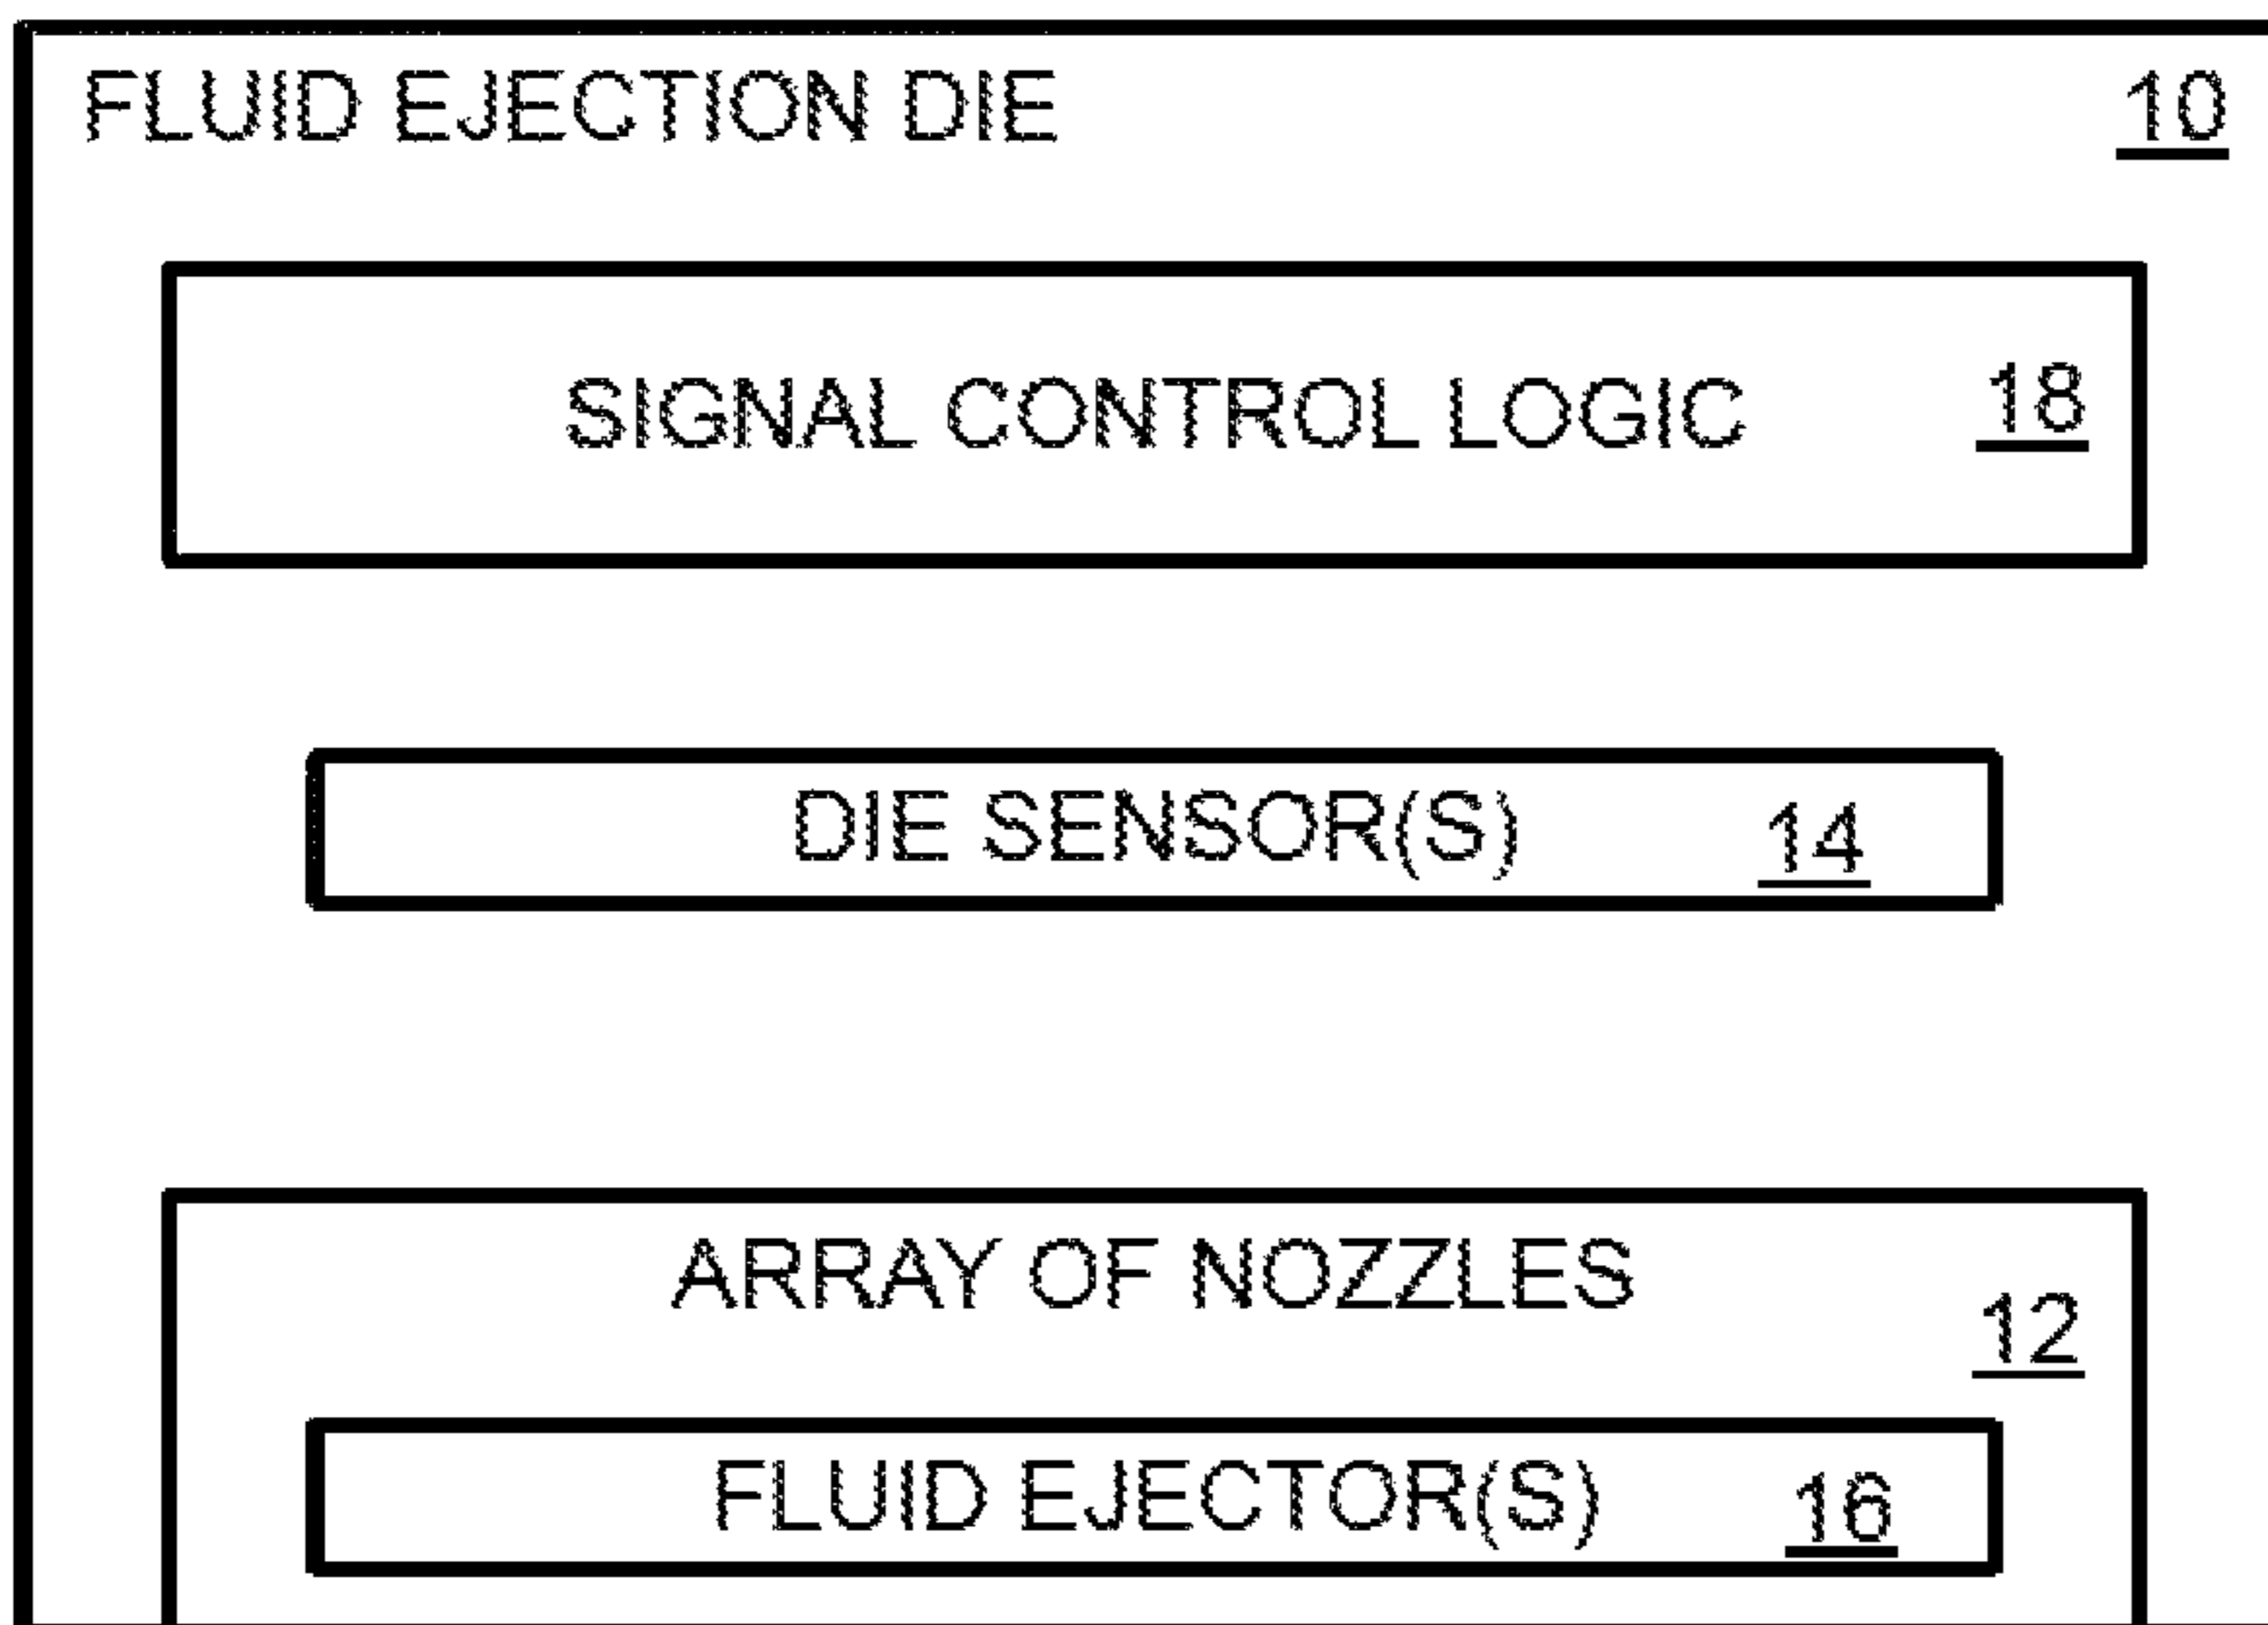 FLUID EJECTION DIE 10
SIGNAL CONTROL LOGIC 18
DIE SENSOR(S) 14
ARRAY OF NOZZLES 12
FLUID EJECTOR(S) 16